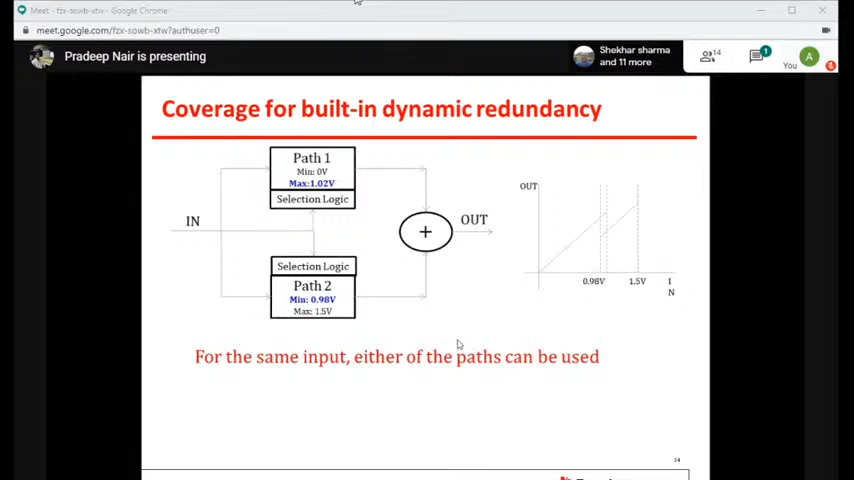 Meet - fzx-sowb-xtw - Google Chrome
meet.google.com/fzx-sowb-xtw?authuser=0
Pradeep Nair is presenting
Shekhar sharma
and 11 more
14
1
You
A
Coverage for built-in dynamic redundancy
Path 1
Min: 0V
Max:1.02V
Selection Logic
IN
+
OUT
Selection Logic
Path 2
Min: 0.98V
Max: 1.5V
OUT
0.98V
1.5V
I
N
For the same input, either of the paths can be used
14